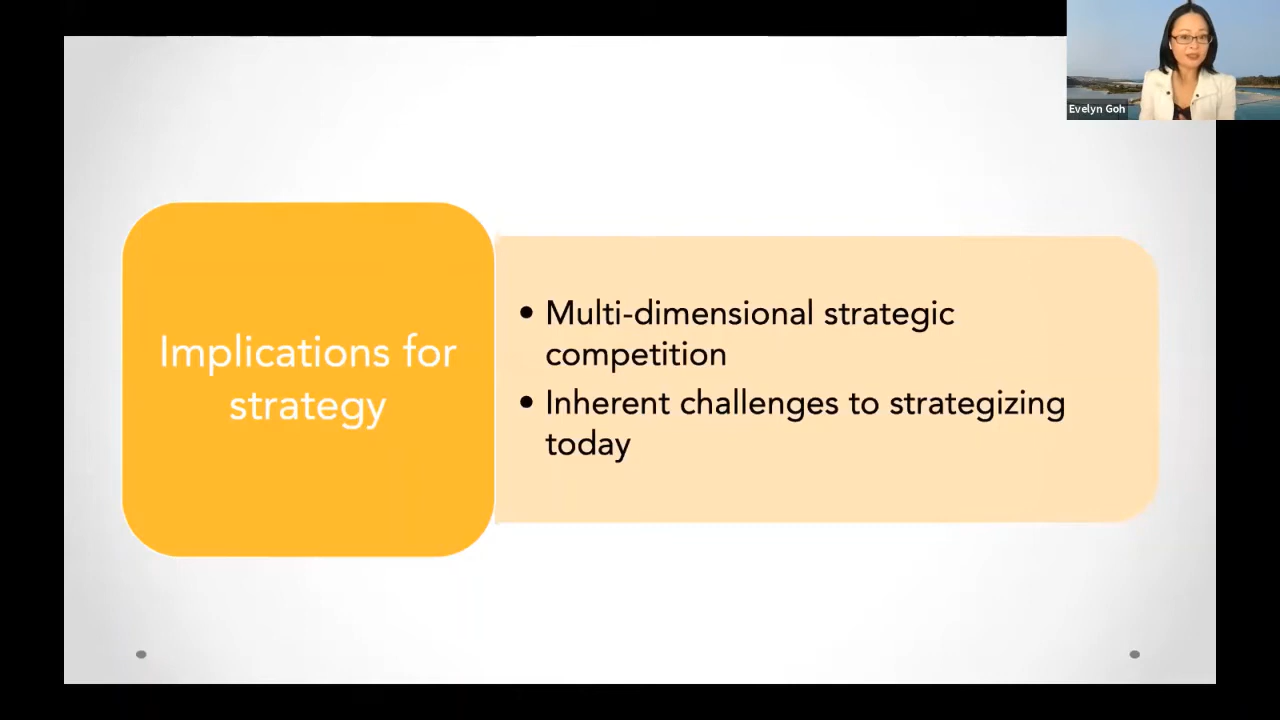 Evelyn Goh
Implications for
strategy
• Multi-dimensional strategic
competition
• Inherent challenges to strategizing
today